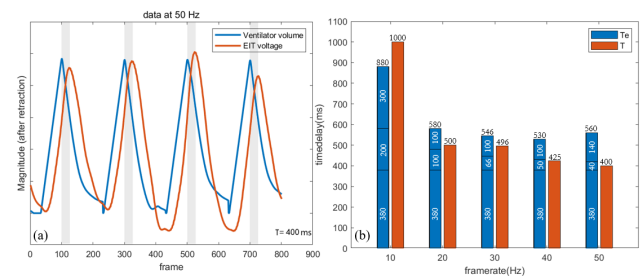 data at 50 Hz
Magnitude (after retraction)
Ventilator volume
EIT voltage
(a)
T= 400 ms
0 100 200 300 400 500 600 700 800
frame
timedelay(ms)
1100
1000
900
800
700
600
500
400
300
200
100
0
Te
T
880 1000
300
200
380
580 500
100
100
380
546 496
100
66
380
530 425
100
50
380
560 400
140
40
380
(b)
10 20 30 40 50
framerate(Hz)